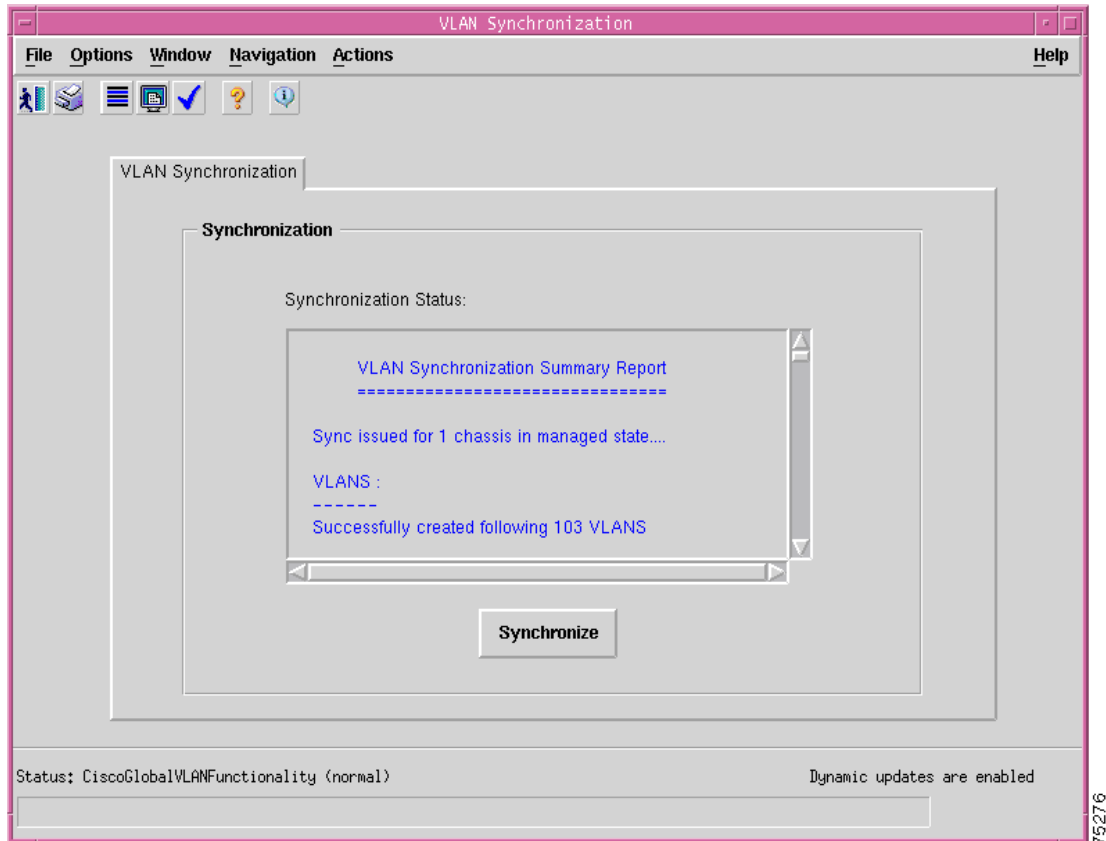 VLAN Synchronization
File Options Window Navigation Actions Help
VLAN Synchronization
Synchronization
Synchronization Status:
VLAN Synchronization Summary Report
================================
Sync issued for 1 chassis in managed state....
VLANS :
------
Successfully created following 103 VLANS
Synchronize
Status: CiscoGlobalVLANFunctionality (normal) Dynamic updates are enabled
75276